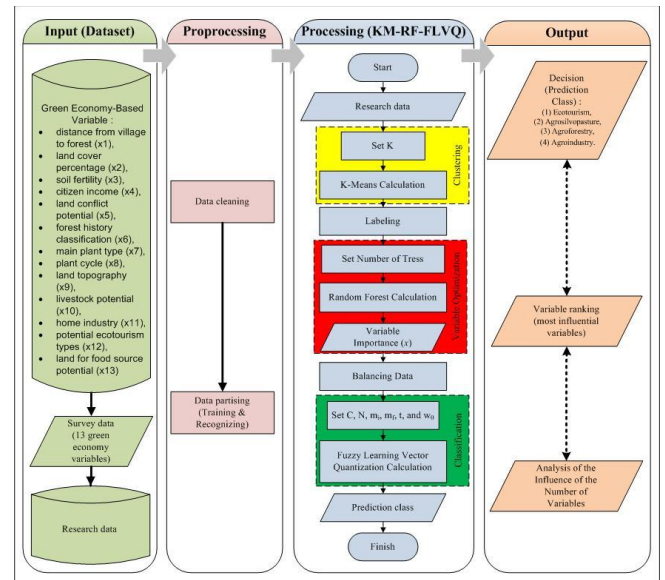 Input (Dataset)
Green Economy-Based
Variable :
• distance from village
to forest (x1),
• land cover
percentage (x2),
• soil fertility (x3),
• citizen income (x4),
• land conflict
potential (x5),
• forest history
classification (x6),
• main plant type (x7),
• plant cycle (x8),
• land topography
(x9),
• livestock potential
(x10),
• home industry (x11),
• potential ecotourism
types (x12),
• land for food source
potential (x13)
Survey data
(13 green
economy
variables)
Research data
Proprocessing
Data cleaning
Data partising
(Training &
Recognizing)
Processing (KM-RF-FLVQ)
Start
Research data
Set K
K-Means Calculation
Clustering
Labeling
Set Number of Tress
Random Forest Calculation
Variable
Importance (x)
Variable Optimization
Balancing Data
Set C, N, mi, mf, t, and w0
Fuzzy Learning Vector
Quantization Calculation
Classification
Prediction class
Finish
Output
Decision
(Prediction
Class) :
(1) Ecotourism,
(2) Agrosilvopasture,
(3) Agroforestry,
(4) Agroindustry.
Variable ranking
(most influential
variables)
Analysis of the
Influence of the
Number of
Variables